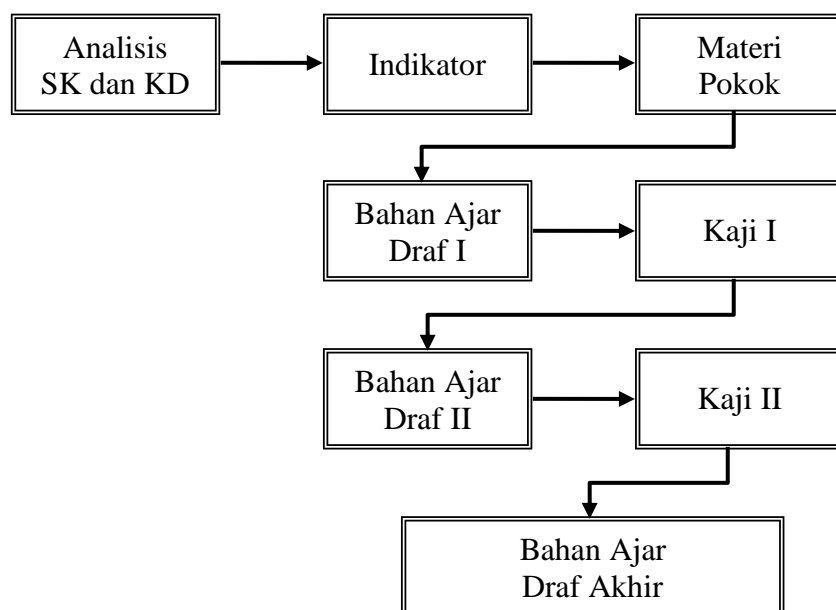 Analisis
SK dan KD
Indikator
Materi
Pokok
Bahan Ajar
Draf I
Kaji I
Bahan Ajar
Draf II
Kaji II
Bahan Ajar
Draf Akhir